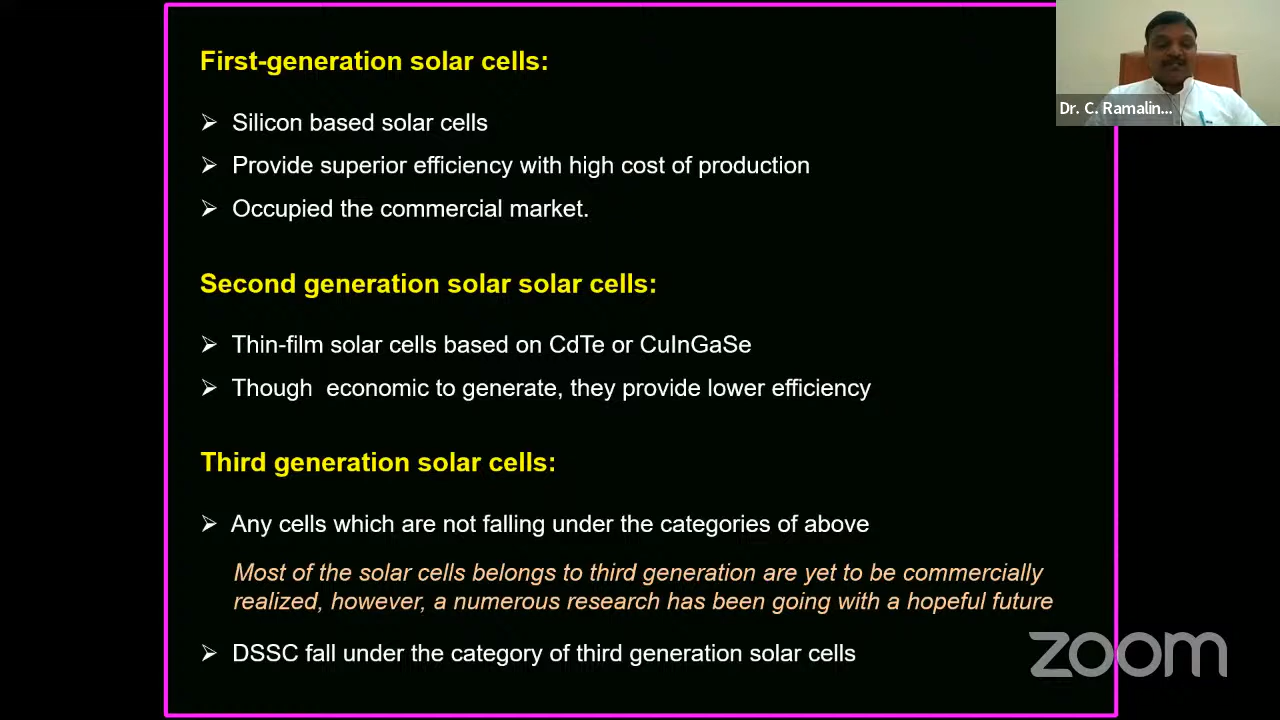 First-generation solar cells:
Silicon based solar cells
Provide superior efficiency with high cost of production
Occupied the commercial market.
Second generation solar solar cells:
Thin-film solar cells based on CdTe or CuInGaSe
Though  economic to generate, they provide lower efficiency
Third generation solar cells:
Any cells which are not falling under the categories of above
Most of the solar cells belongs to third generation are yet to be commercially
realized, however, a numerous research has been going with a hopeful future
DSSC fall under the category of third generation solar cells
Dr. C. Ramalin...
zoom